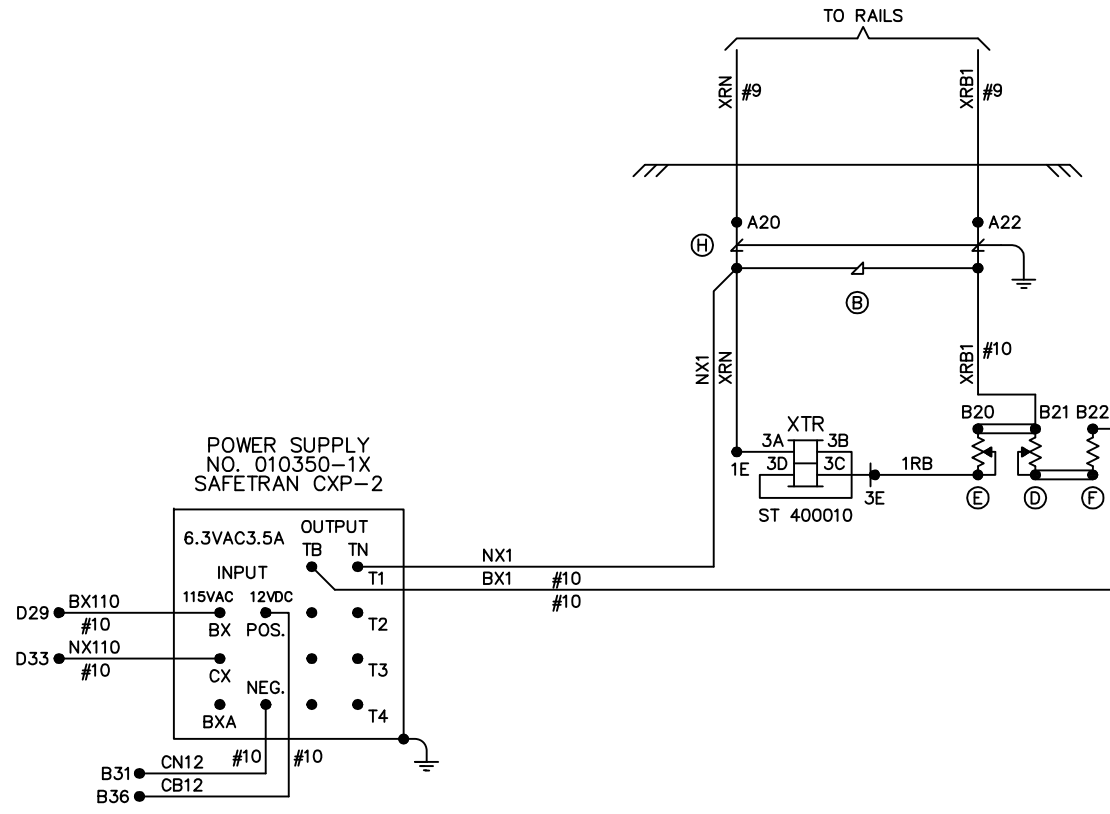 TO RAILS
XRN
#9
XRB1
#9
A20
A22
H
B
NX1
XRN
XRB1
#10
B20
B21
B22
XTR
3A
3B
3D
3C
1E
1RB
3E
E
D
F
ST 400010
POWER SUPPLY
NO. 010350-1X
SAFETRAN CXP-2
6.3VAC3.5A
OUTPUT
TB
TN
T1
NX1
BX1
#10
#10
INPUT
115VAC
12VDC
D29
BX110
#10
BX
POS.
T2
D33
NX110
#10
CX
T3
NEG.
BXA
T4
#10
#10
B31
CN12
B36
CB12